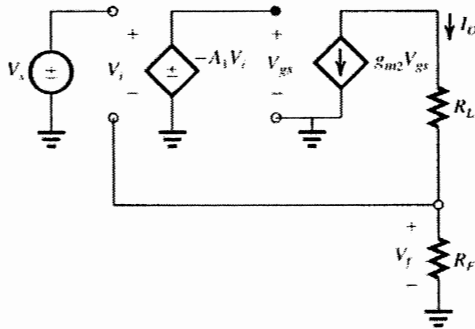 I_O
V_s
±
+
V_i
−
±
−A_1V_i
+
V_gs
−
g_m2V_gs
R_L
+
V_f
−
R_F